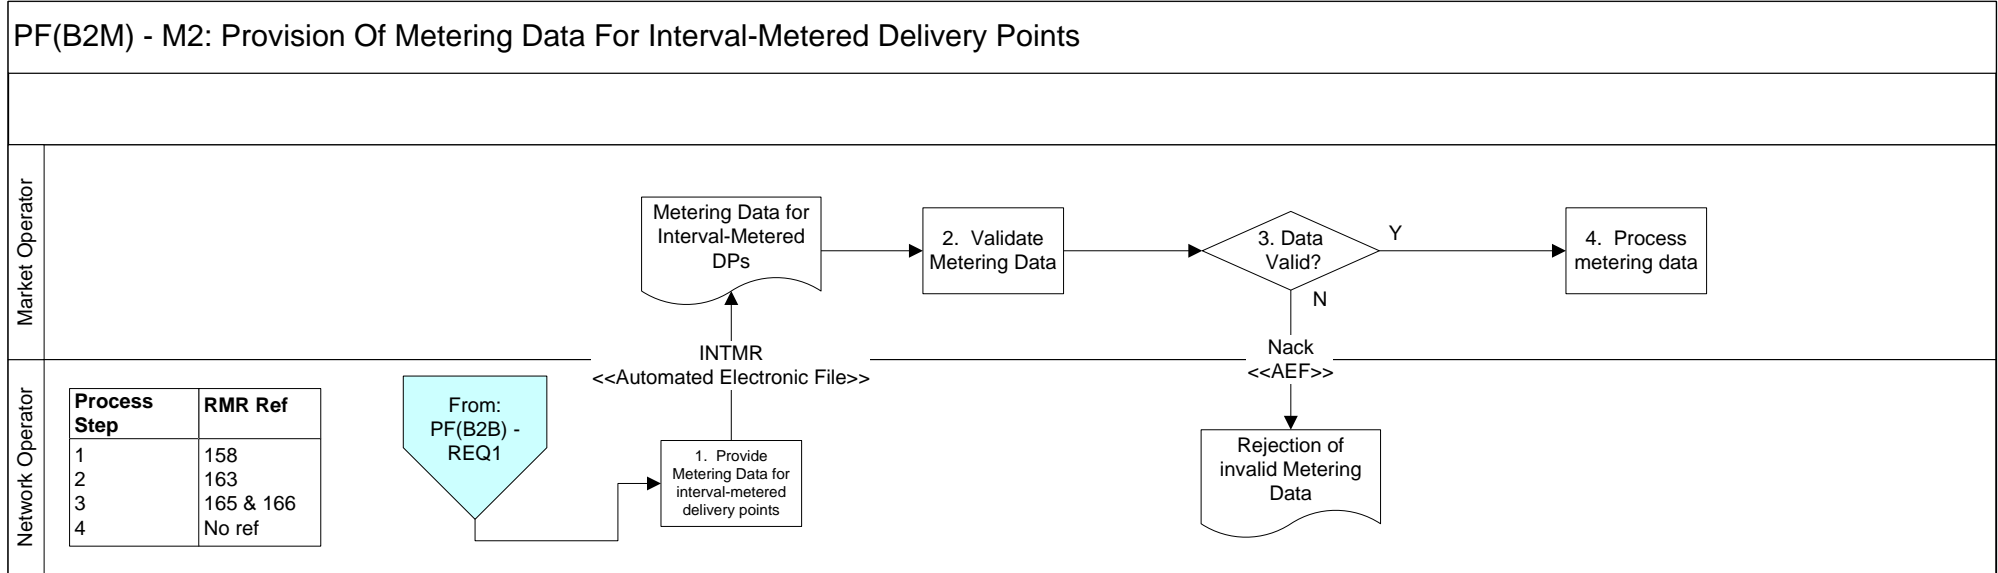 PF(B2M) - M2: Provision Of Metering Data For Interval-Metered Delivery Points
Market Operator
Metering Data for
Interval-Metered
DPs
2. Validate
Metering Data
3. Data
Valid?
Y
N
4. Process
metering data
INTMR
<<Automated Electronic File>>
Nack
<<AEF>>
Network Operator
Process Step RMR Ref
1 158
2 163
3 165 & 166
4 No ref
From:
PF(B2B) -
REQ1
1. Provide
Metering Data for
interval-metered
delivery points
Rejection of
invalid Metering
Data